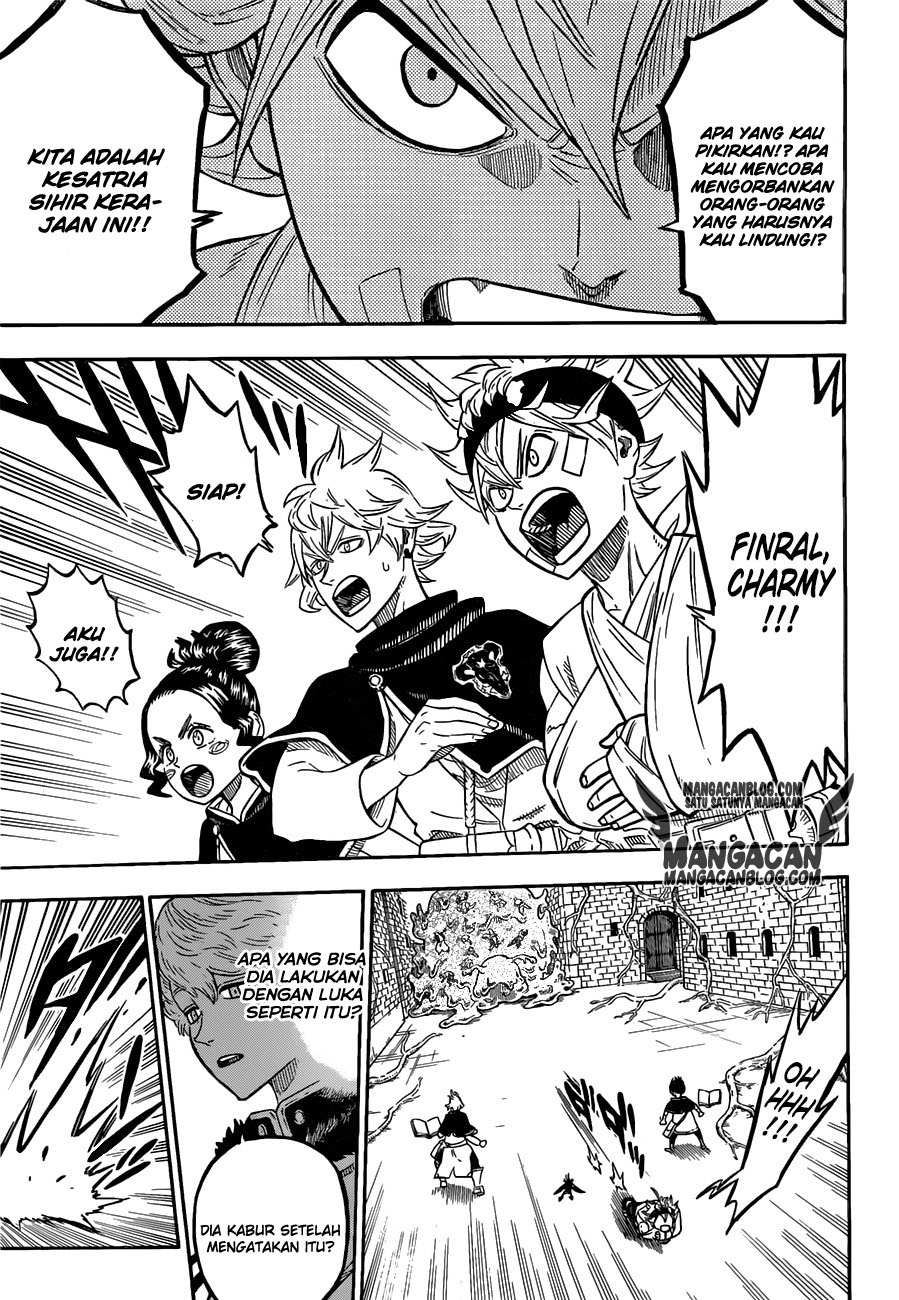 APA YANG KAU
PIKIRKAN!? APA
KAU MENCOBA
MENGORBANKAN
ORANG-ORANG
YANG HARUSNYA
KAU LINDUNGI?
KITA ADALAH
KESATRIA
SIHIR KERA-
JAAN INI!!
FINRAL,
CHARMY
!!!
SIAP!
AKU
JUGA!!
MANGACANBLOG.COM
SATU SATUNYA MANGACAN
MANGACAN
MANGACANBLOG.COM
OH
HHH
!!!!
APA YANG BISA
DIA LAKUKAN
DENGAN LUKA
SEPERTI ITU?
DIA KABUR SETELAH
MENGATAKAN ITU?